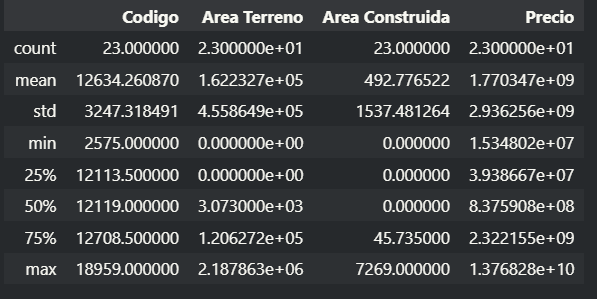 Codigo Area Terreno Area Construida Precio
count 23.000000 2.300000e+01 23.000000 2.300000e+01
mean 12634.260870 1.622327e+05 492.776522 1.770347e+09
std 3247.318491 4.558649e+05 1537.481264 2.936256e+09
min 2575.000000 0.000000e+00 0.000000 1.534802e+07
25% 12113.500000 0.000000e+00 0.000000 3.938667e+07
50% 12119.000000 3.073000e+03 0.000000 8.375908e+08
75% 12708.500000 1.206272e+05 45.735000 2.322155e+09
max 18959.000000 2.187863e+06 7269.000000 1.376828e+10